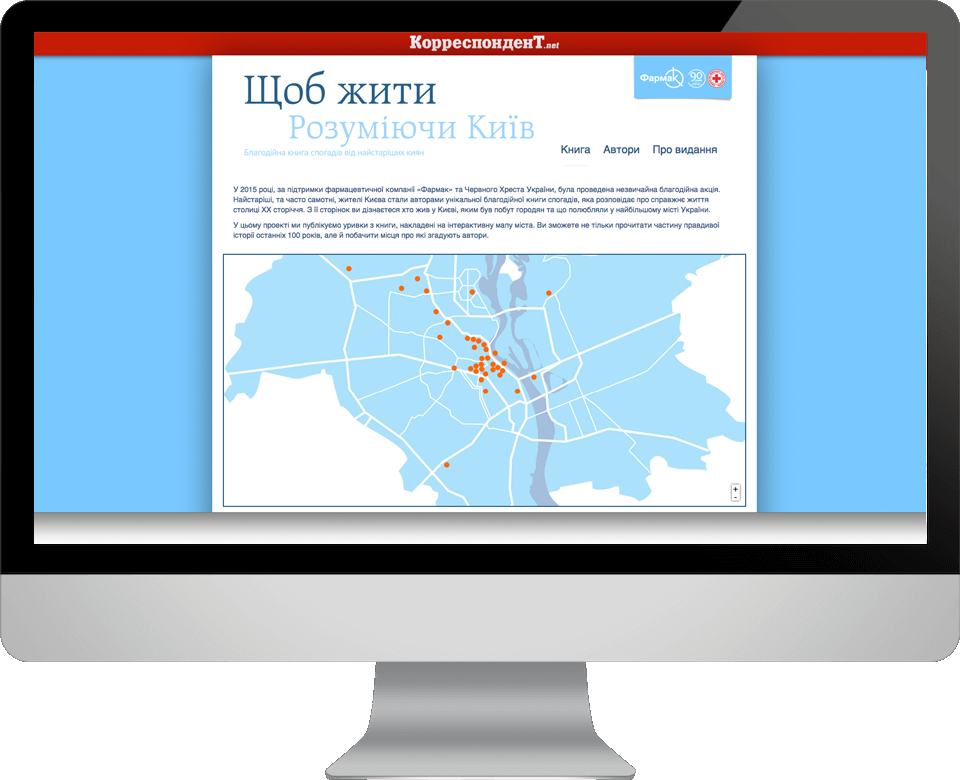 КорреспонденТ.net
Щоб жити
Розуміючи Київ
Благодійна книга спогадів від найстаріших киян
Фармак 90
Книга Автори Про видання
У 2015 році, за підтримки фармацевтичної компанії «Фармак» та Червоного Хреста України, була проведена незвичайна благодійна акція.
Найстаріші, та часто самотні, жителі Києва стали авторами унікальної благодійної книги спогадів, яка розповідає про справжнє життя
столиці ХХ сторіччя. З її сторінок ви дізнаєтеся хто жив у Києві, яким був побут городян та що полюбляли у найбільшому місті України.
У цьому проекті ми публікуємо уривки з книги, накладені на інтерактивну мапу міста. Ви зможете не тільки прочитати частину правдивої
історії останніх 100 років, але й побачити місця про які згадують автори.
+
-